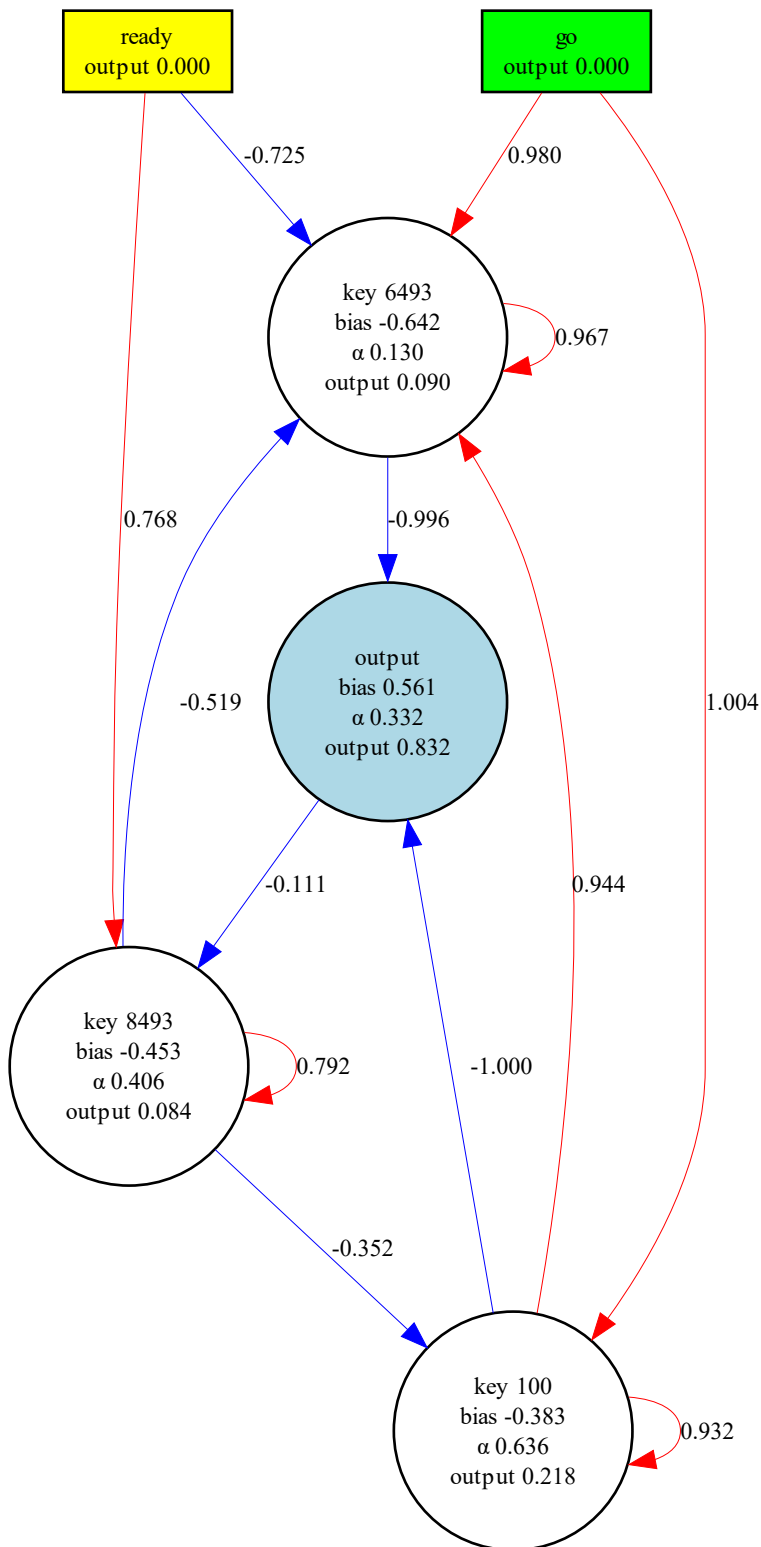 ready
output 0.000
go
output 0.000
-0.725
0.980
key 6493
bias -0.642
α 0.130
output 0.090
0.967
0.768
-0.996
-0.519
output
bias 0.561
α 0.332
output 0.832
1.004
-0.111
0.944
key 8493
bias -0.453
α 0.406
output 0.084
0.792
-1.000
-0.352
key 100
bias -0.383
α 0.636
output 0.218
0.932